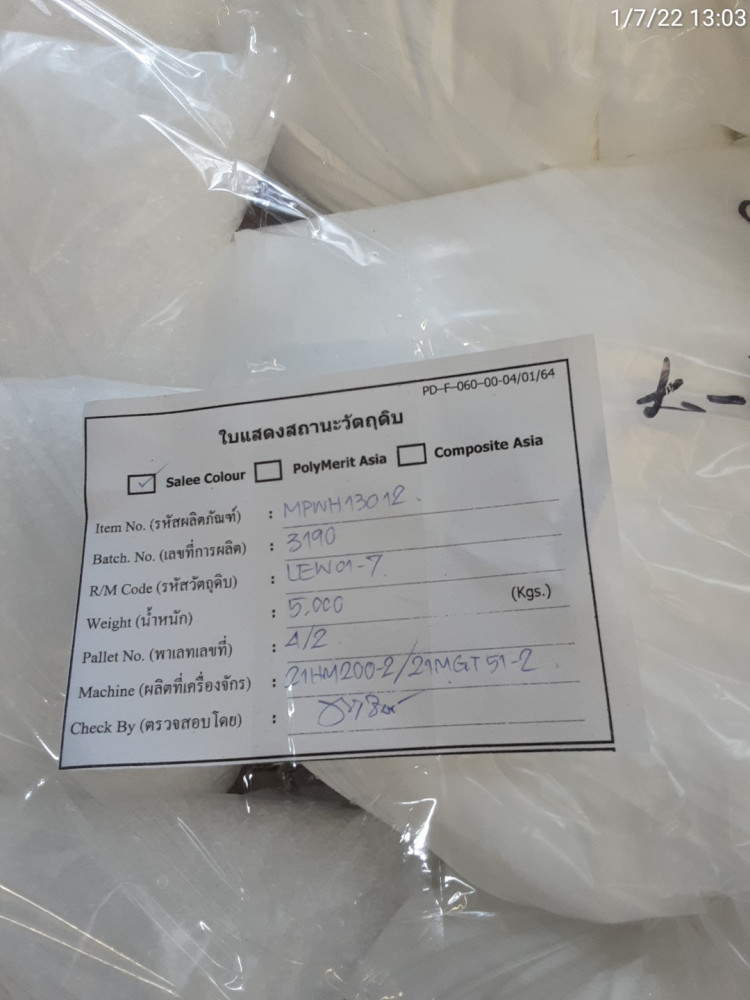 1/7/22 13:03
PD-F-060-00-04/01/64
ใบแสดงสถานะวัตถุดิบ
Salee Colour PolyMerit Asia Composite Asia
Item No. (รหัสผลิตภัณฑ์) : MPWH13012
Batch. No. (เลขที่การผลิต) : 3190
R/M Code (รหัสวัตถุดิบ) : LEW01-7
Weight (น้ำหนัก) : 5,000 (Kgs.)
Pallet No. (พาเลทเลขที่) : 4/2
Machine (ผลิตที่เครื่องจักร) : 21HM200-2/21MGT51-2
Check By (ตรวจสอบโดย) :